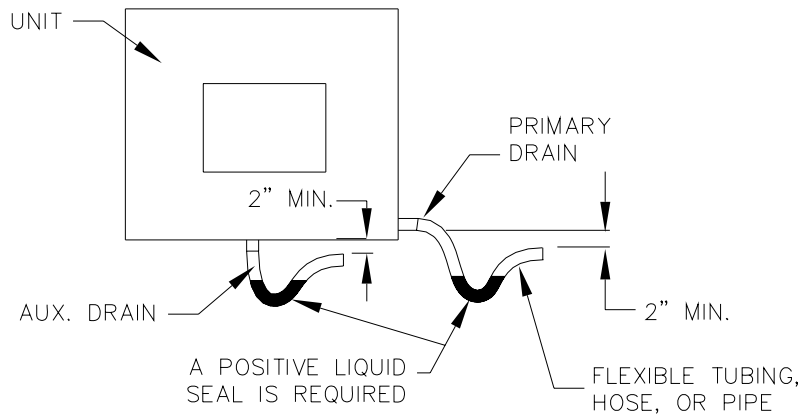 UNIT
PRIMARY
DRAIN
2” MIN.
AUX. DRAIN
2” MIN.
A POSITIVE LIQUID
SEAL IS REQUIRED
FLEXIBLE TUBING,
HOSE, OR PIPE